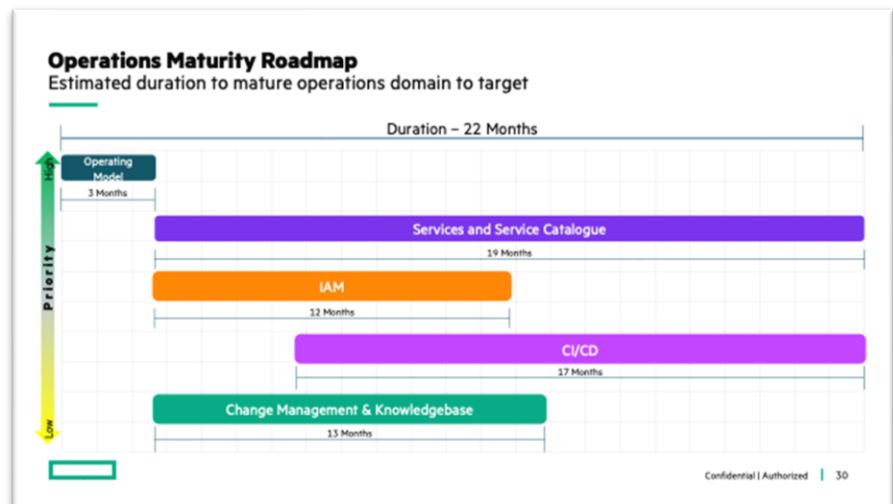 Operations Maturity Roadmap
Estimated duration to mature operations domain to target
Duration – 22 Months
High
Operating
Model
3 Months
Services and Service Catalogue
19 Months
Priority
IAM
12 Months
CI/CD
17 Months
Change Management & Knowledgebase
Low
13 Months
Confidential | Authorized | 30